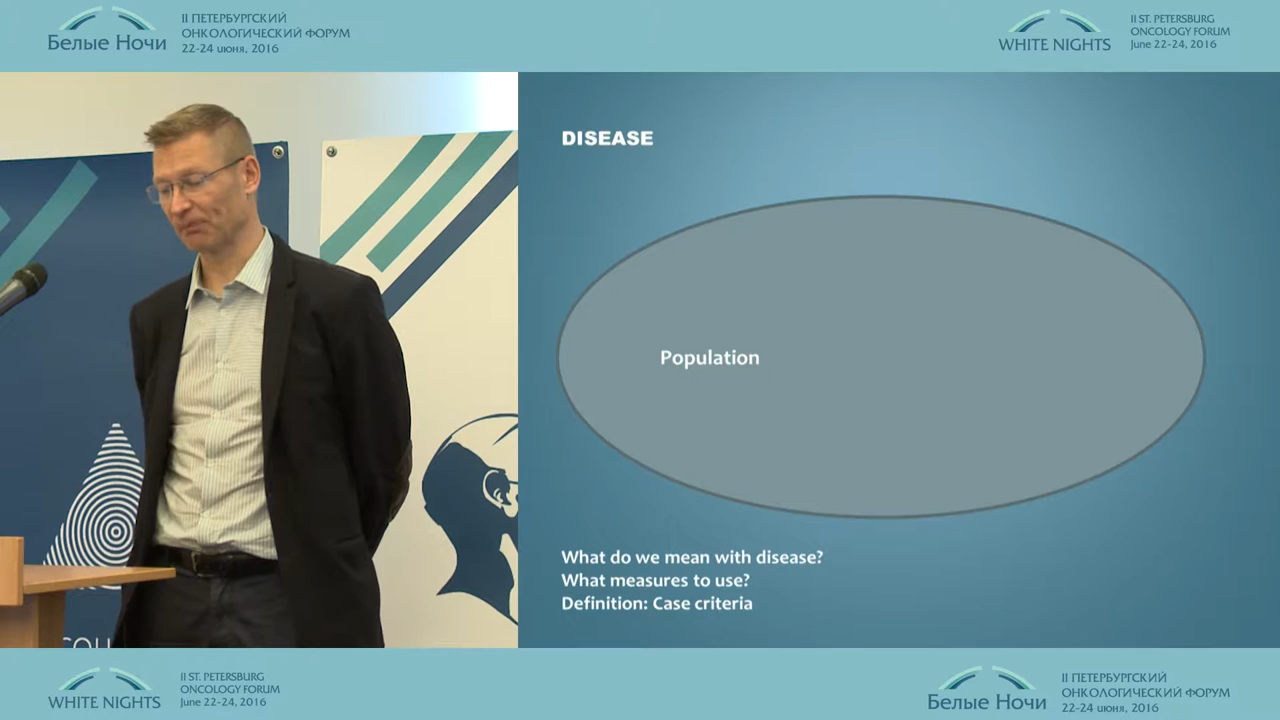 Белые Ночи
II ПЕТЕРБУРГСКИЙ
ОНКОЛОГИЧЕСКИЙ ФОРУМ
22-24 июня, 2016
WHITE NIGHTS
II ST. PETERSBURG
ONCOLOGY FORUM
June 22-24, 2016
DISEASE
Population
What do we mean with disease?
What measures to use?
Definition: Case criteria
WHITE NIGHTS
II ST. PETERSBURG
ONCOLOGY FORUM
June 22-24, 2016
Белые Ночи
II ПЕТЕРБУРГСКИЙ
ОНКОЛОГИЧЕСКИЙ ФОРУМ
22-24 июня, 2016